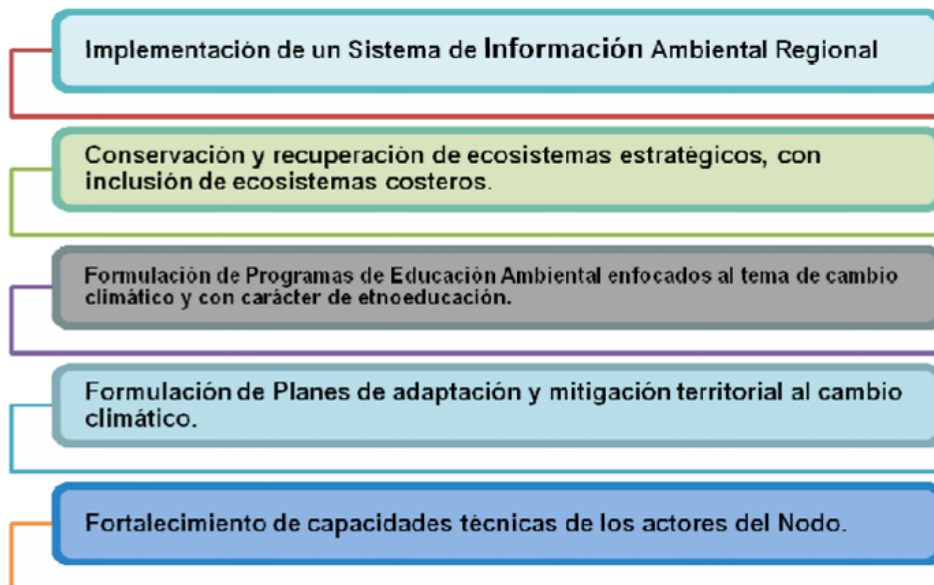 Implementación de un Sistema de Información Ambiental Regional
Conservación y recuperación de ecosistemas estratégicos, con
inclusión de ecosistemas costeros.
Formulación de Programas de Educación Ambiental enfocados al tema de cambio
climático y con carácter de etnoeducación.
Formulación de Planes de adaptación y mitigación territorial al cambio
climático.
Fortalecimiento de capacidades técnicas de los actores del Nodo.